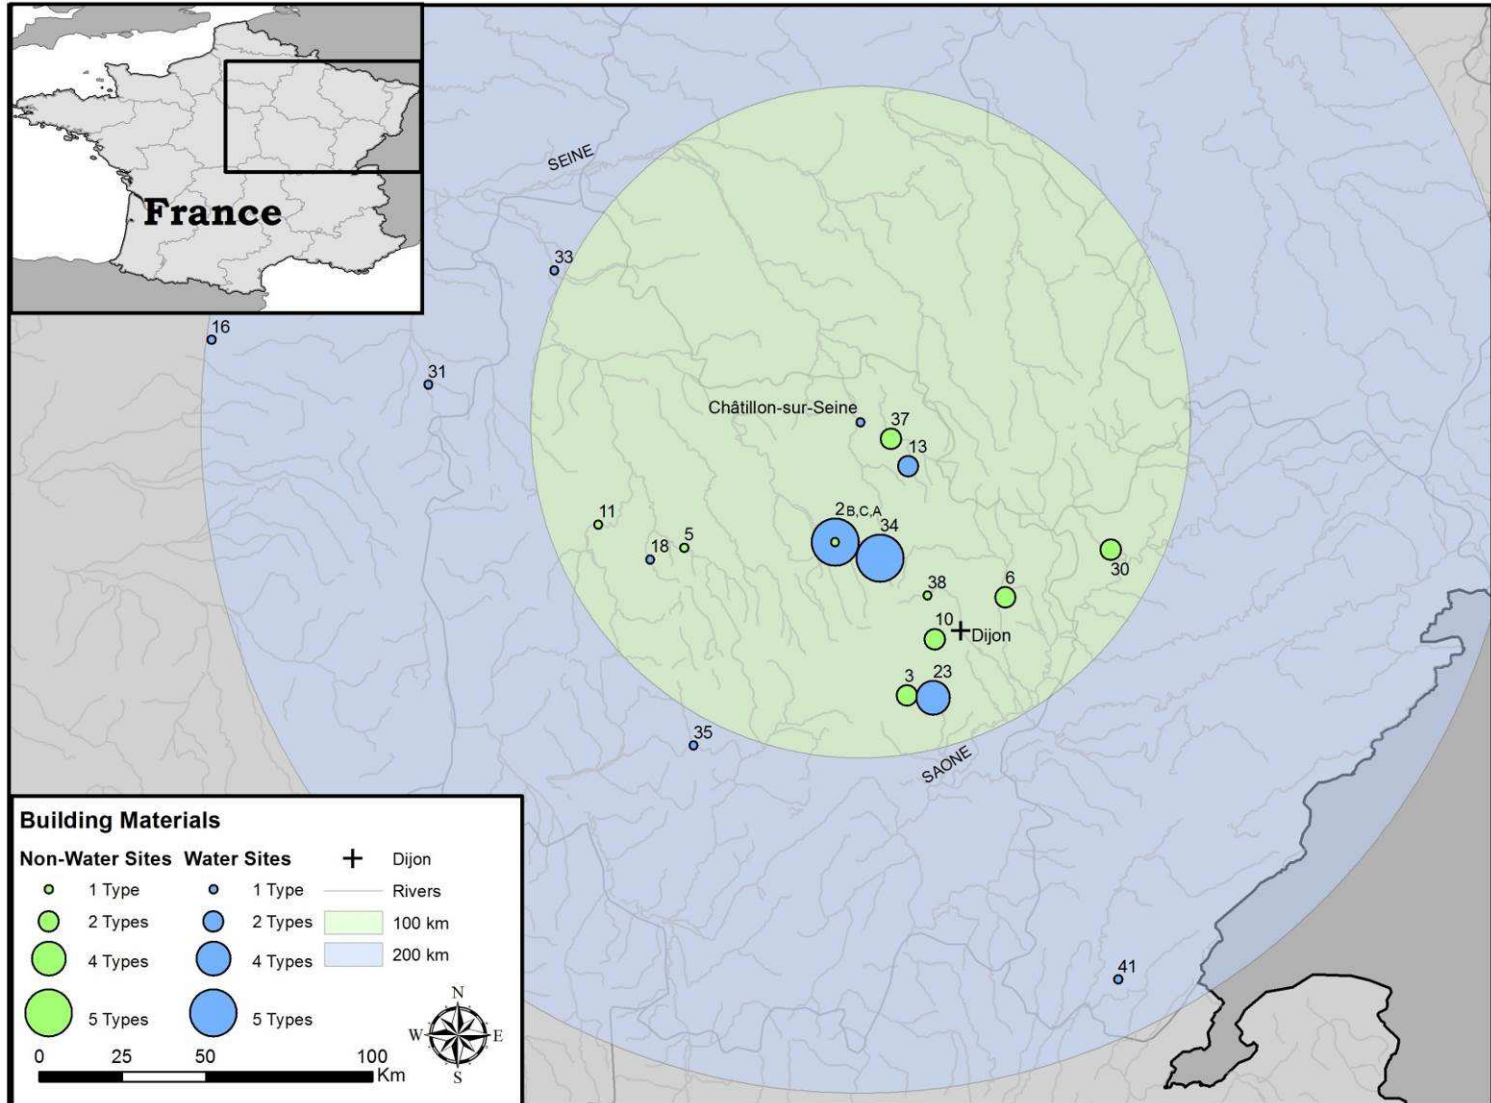 France
SEINE
33
16
31
Châtillon-sur-Seine
37
13
2B,C,A
34
11
18
5
30
38
6
10
Dijon
3
23
35
SAONE
41
Building Materials
Non-Water Sites Water Sites
Dijon
1 Type 1 Type
Rivers
2 Types 2 Types
100 km
4 Types 4 Types
200 km
5 Types 5 Types
N
W E
S
0 25 50 100
Km